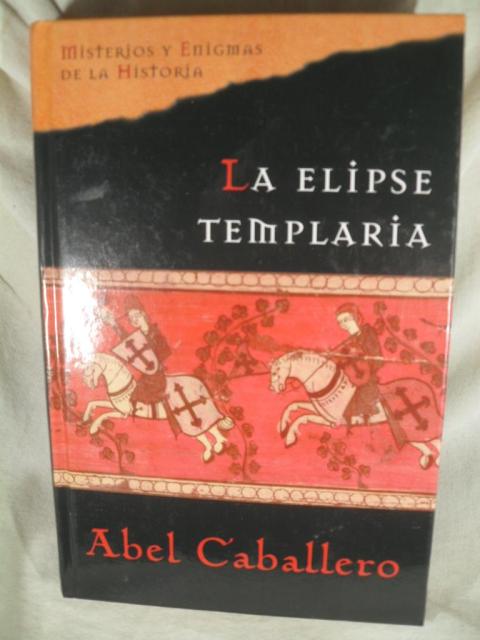 Misterios y Enigmas
de la Historia
La elipse
templaria
Abel Caballero